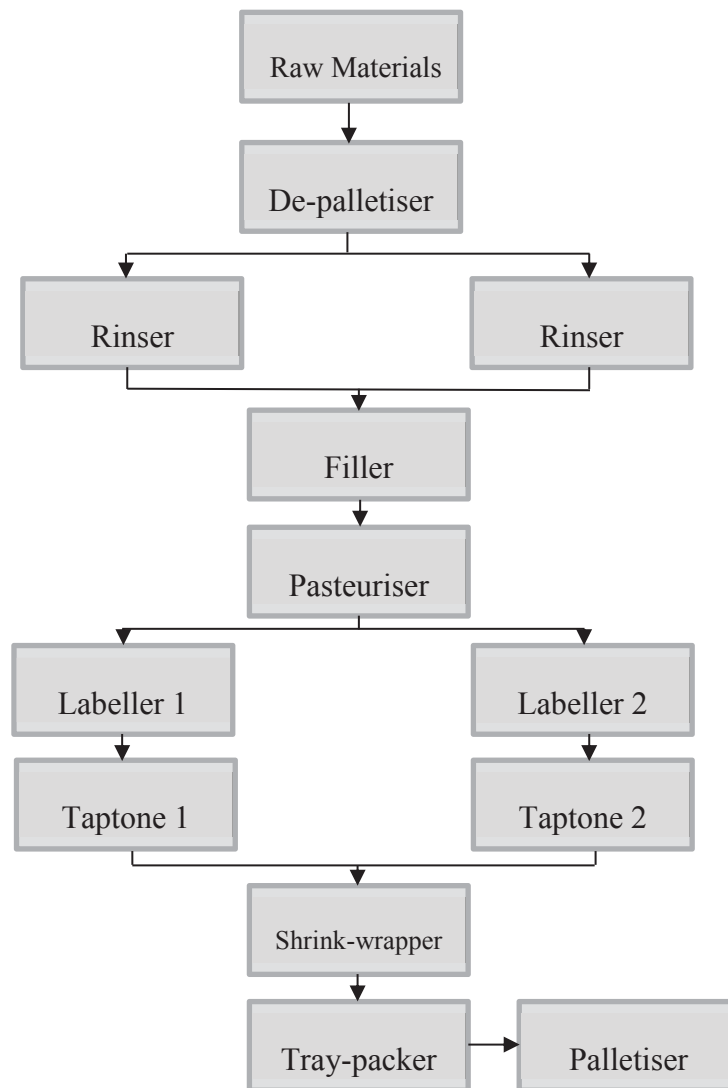 Raw Materials
De-palletiser
Rinser
Rinser
Filler
Pasteuriser
Labeller 1
Labeller 2
Taptone 1
Taptone 2
Shrink-wrapper
Tray-packer
Palletiser